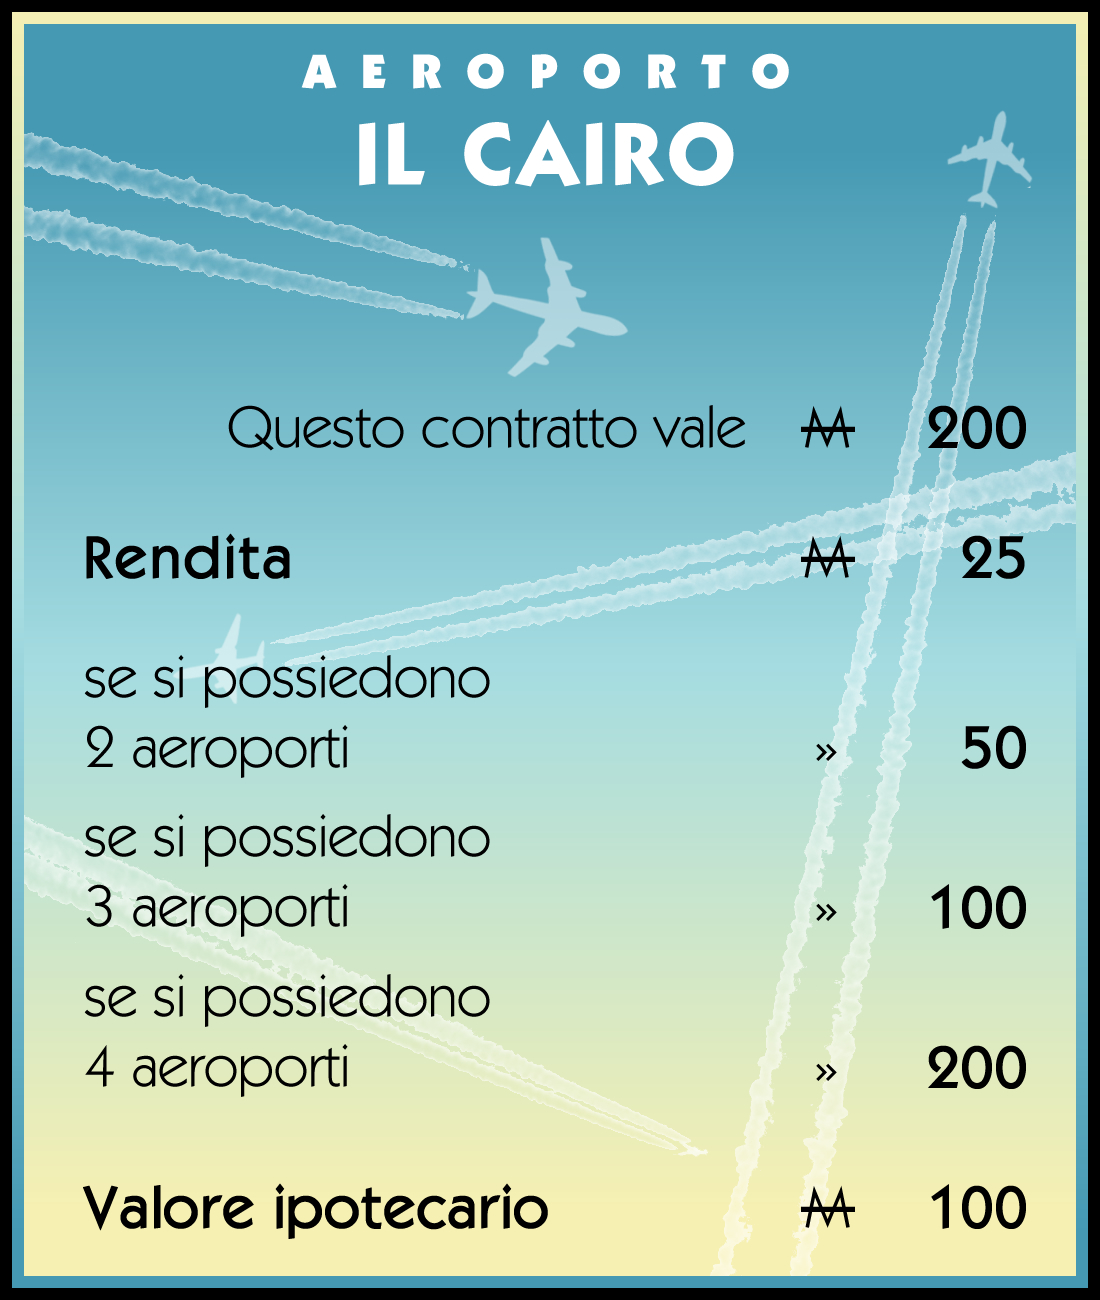 AEROPORTO
IL CAIRO
Questo contratto vale M 200
Rendita M 25
se si possiedono
2 aeroporti » 50
se si possiedono
3 aeroporti » 100
se si possiedono
4 aeroporti » 200
Valore ipotecario M 100